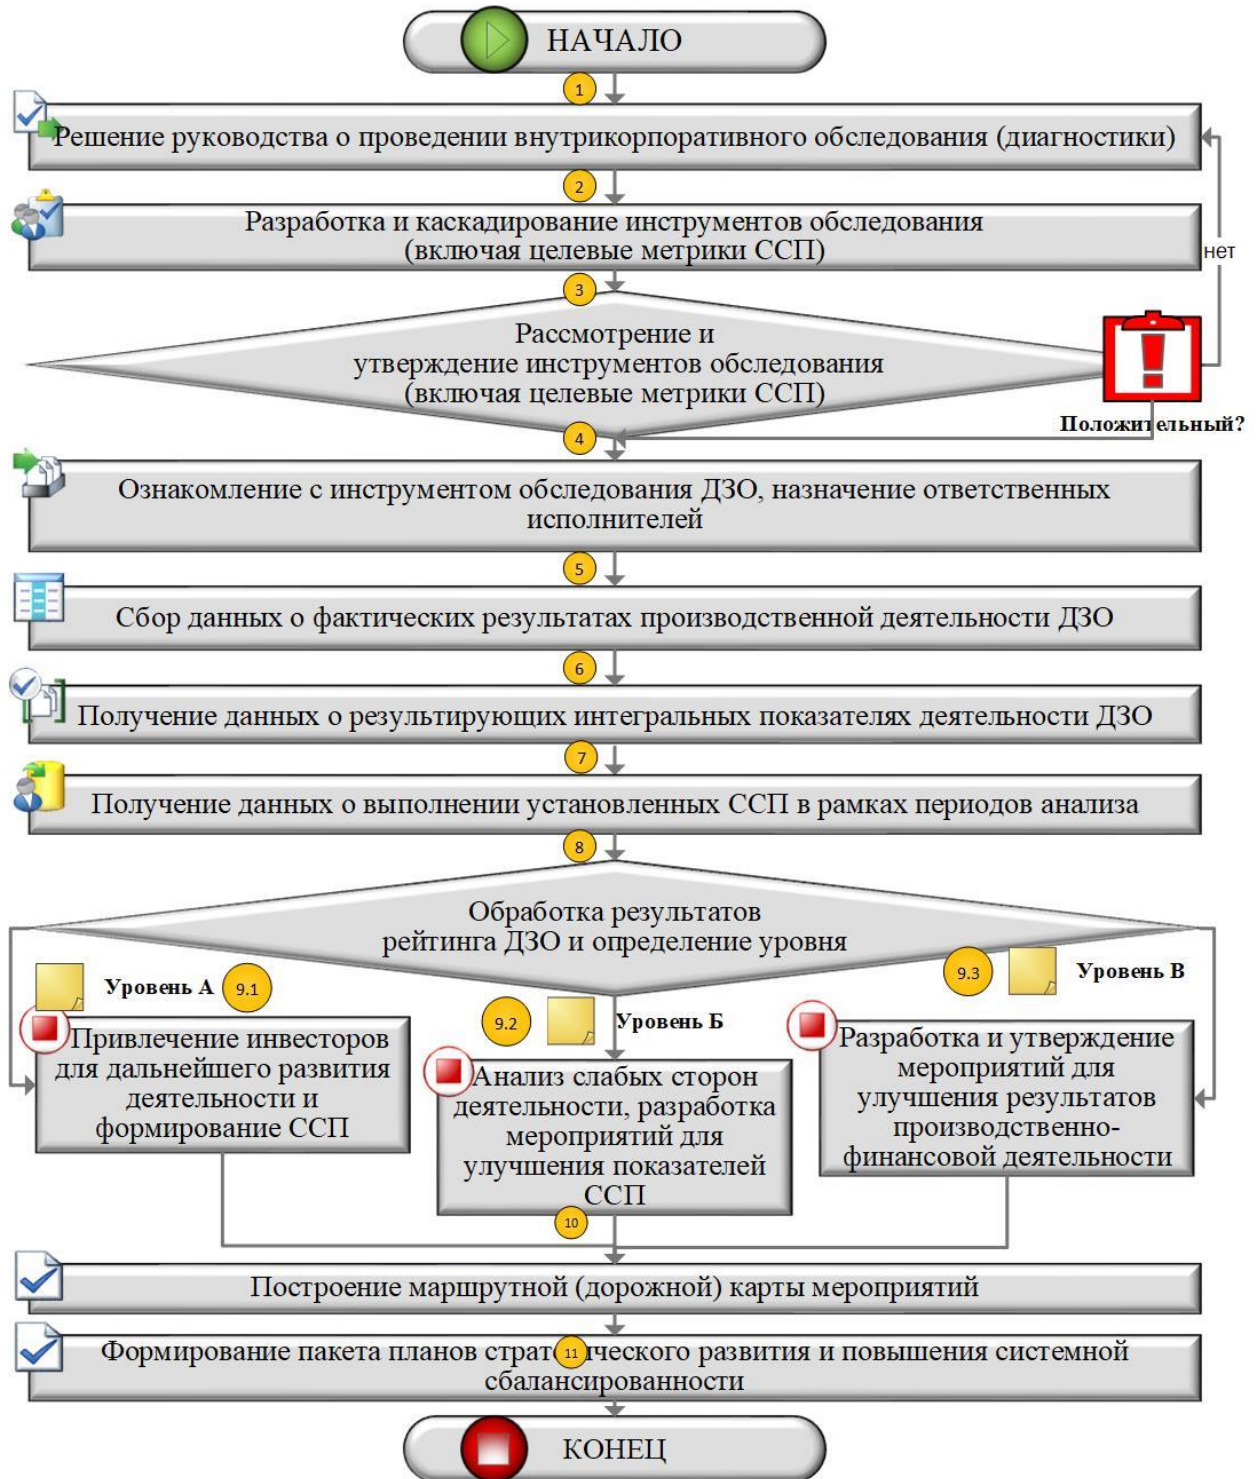 НАЧАЛО
1
Решение руководства о проведении внутрикорпоративного обследования (диагностики)
2
Разработка и каскадирование инструментов обследования
(включая целевые метрики ССП)
нет
3
Рассмотрение и
утверждение инструментов обследования
(включая целевые метрики ССП)
Положительный?
4
Ознакомление с инструментом обследования ДЗО, назначение ответственных
исполнителей
5
Сбор данных о фактических результатах производственной деятельности ДЗО
6
Получение данных о результирующих интегральных показателях деятельности ДЗО
7
Получение данных о выполнении установленных ССП в рамках периодов анализа
8
Обработка результатов
рейтинга ДЗО и определение уровня
Уровень А
9.1
Привлечение инвесторов
для дальнейшего развития
деятельности и
формирование ССП
9.2
Уровень Б
Анализ слабых сторон
деятельности, разработка
мероприятий для
улучшения показателей
ССП
9.3
Уровень В
Разработка и утверждение
мероприятий для
улучшения результатов
производственно-
финансовой деятельности
10
Построение маршрутной (дорожной) карты мероприятий
11
Формирование пакета планов стратегического развития и повышения системной
сбалансированности
КОНЕЦ